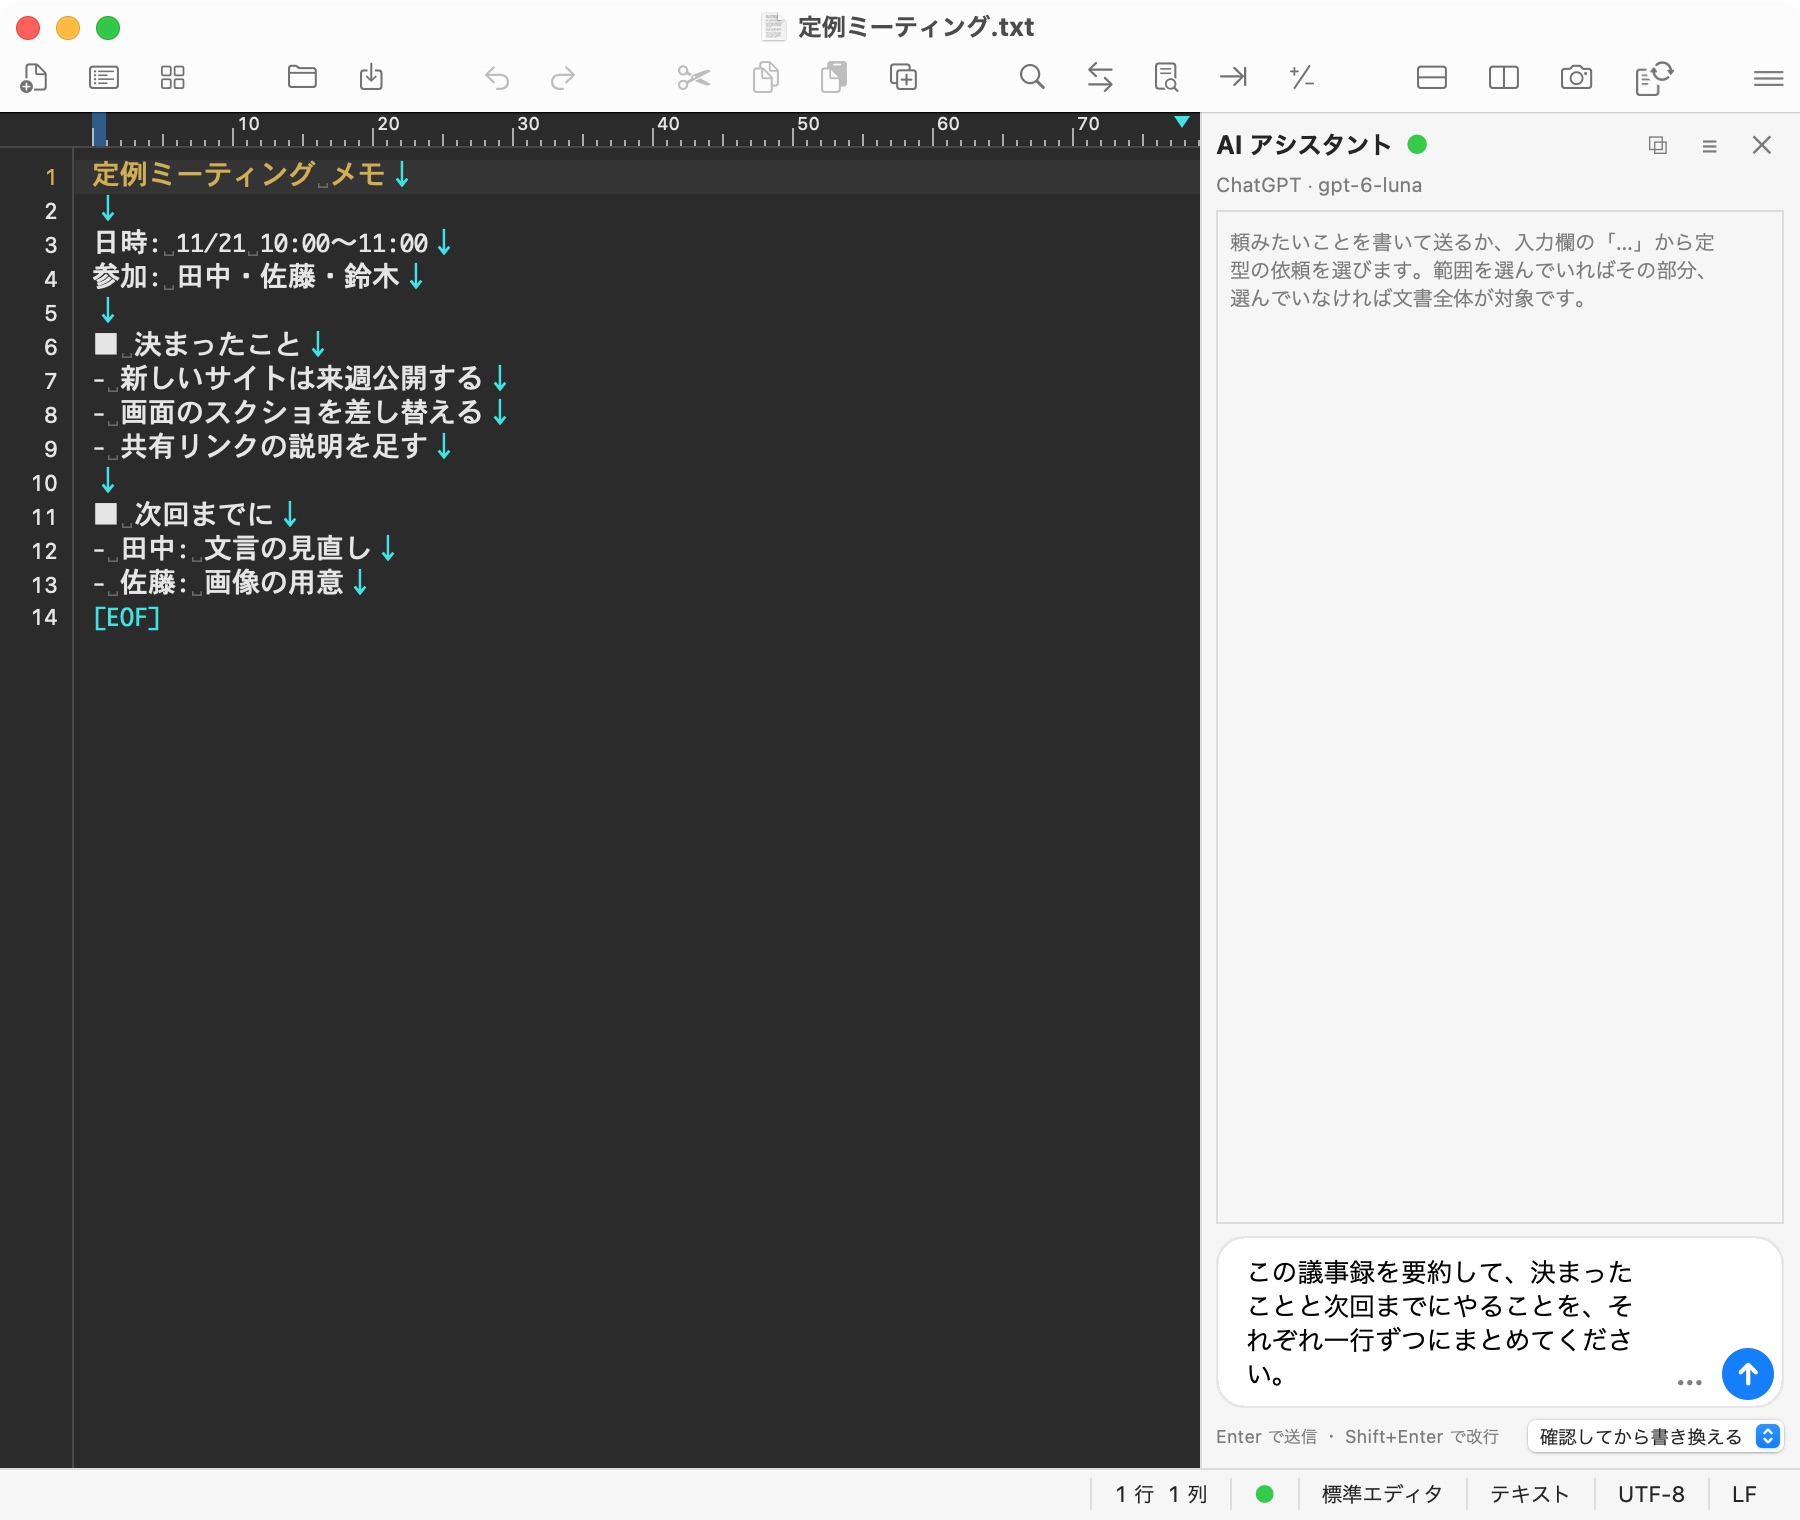 定例ミーティング.txt
10 20 30 40 50 60 70
1 定例ミーティング メモ↓
2 ↓
3 日時: 11/21 10:00〜11:00↓
4 参加: 田中・佐藤・鈴木↓
5 ↓
6 ■ 決まったこと↓
7 - 新しいサイトは来週公開する↓
8 - 画面のスクショを差し替える↓
9 - 共有リンクの説明を足す↓
10 ↓
11 ■ 次回までに↓
12 - 田中: 文言の見直し↓
13 - 佐藤: 画像の用意↓
14 [EOF]
AI アシスタント
ChatGPT · gpt-6-luna
頼みたいことを書いて送るか、入力欄の「...」から定
型の依頼を選びます。範囲を選んでいればその部分、
選んでいなければ文書全体が対象です。
この議事録を要約して、決まった
ことと次回までにやることを、そ
れぞれ一行ずつにまとめてくださ
い。
Enter で送信 ・ Shift+Enter で改行
確認してから書き換える
1 行 1 列
標準エディタ
テキスト
UTF-8
LF